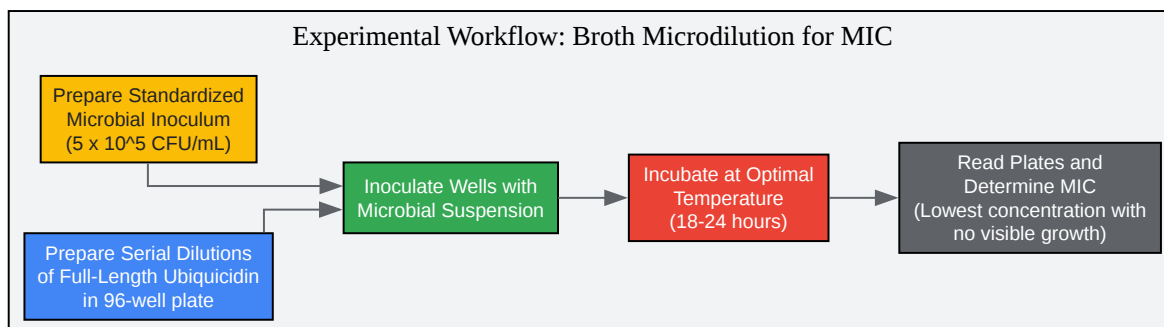 Experimental Workflow: Broth Microdilution for MIC
Prepare Standardized
Microbial Inoculum
(5 x 10^5 CFU/mL)
Prepare Serial Dilutions
of Full-Length Ubiquicidin
in 96-well plate
Inoculate Wells with
Microbial Suspension
Incubate at Optimal
Temperature
(18-24 hours)
Read Plates and
Determine MIC
(Lowest concentration with
no visible growth)